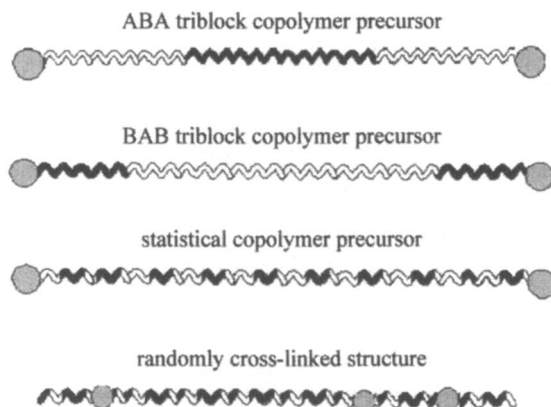 ABA triblock copolymer precursor
BAB triblock copolymer precursor
statistical copolymer precursor
randomly cross-linked structure